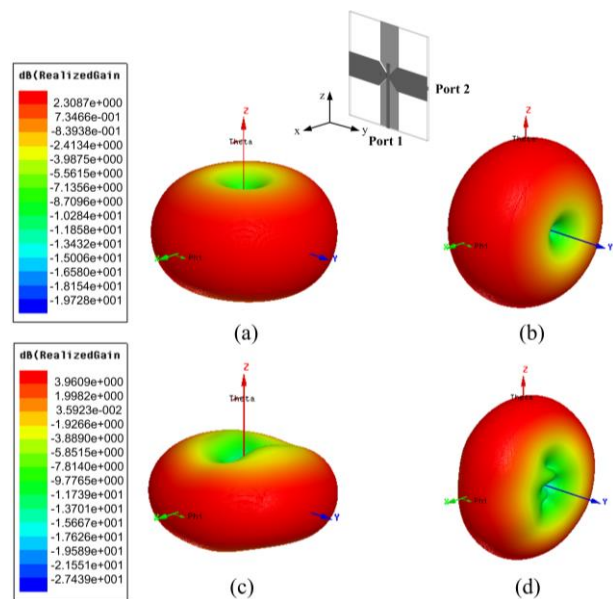 dB(RealizedGain
2.3087e+000
7.3466e-001
-8.3938e-001
-2.4134e+000
-3.9875e+000
-5.5615e+000
-7.1356e+000
-8.7096e+000
-1.0284e+001
-1.1858e+001
-1.3432e+001
-1.5006e+001
-1.6580e+001
-1.8154e+001
-1.9728e+001
z
x
y
Port 1
Port 2
Z
Theta
X
Phi
Y
(a)
Z
Theta
X
Phi
Y
(b)
dB(RealizedGain
3.9609e+000
1.9982e+000
3.5923e-002
-1.9266e+000
-3.8890e+000
-5.8515e+000
-7.8140e+000
-9.7765e+000
-1.1739e+001
-1.3701e+001
-1.5667e+001
-1.7626e+001
-1.9589e+001
-2.1551e+001
-2.7439e+001
Z
Theta
X
Phi
Y
(c)
Z
Theta
X
Phi
Y
(d)